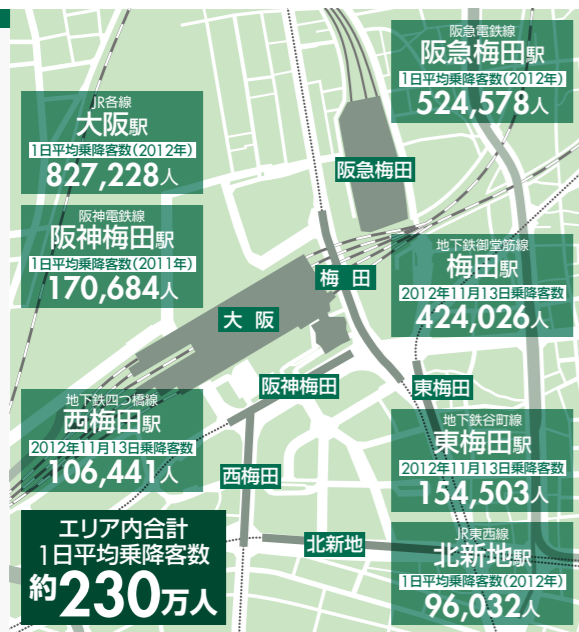 阪急電鉄線
阪急梅田駅
1日平均乗降客数(2012年)
524,578人
JR各線
大阪駅
1日平均乗降客数(2012年)
827,228人
阪急梅田
阪神電鉄線
阪神梅田駅
1日平均乗降客数(2011年)
170,684人
地下鉄御堂筋線
梅田駅
2012年11月13日乗降客数
424,026人
梅田
大阪
阪神梅田
東梅田
地下鉄四つ橋線
西梅田駅
2012年11月13日乗降客数
106,441人
地下鉄谷町線
東梅田駅
2012年11月13日乗降客数
154,503人
西梅田
エリア内合計
1日平均乗降客数
約230万人
北新地
JR東西線
北新地駅
1日平均乗降客数(2012年)
96,032人